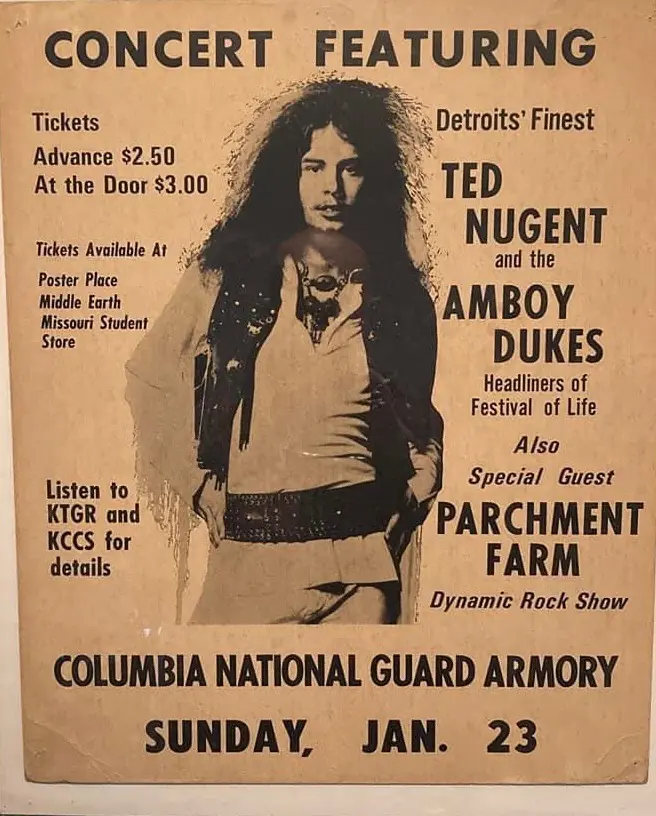 CONCERT FEATURING
Tickets
Advance $2.50
At the Door $3.00
Tickets Available At
Poster Place
Middle Earth
Missouri Student
Store
Listen to
KTGR and
KCCS for
details
Detroits' Finest
TED
NUGENT
and the
AMBOY
DUKES
Headliners of
Festival of Life
Also
Special Guest
PARCHMENT
FARM
Dynamic Rock Show
COLUMBIA NATIONAL GUARD ARMORY
SUNDAY, JAN. 23